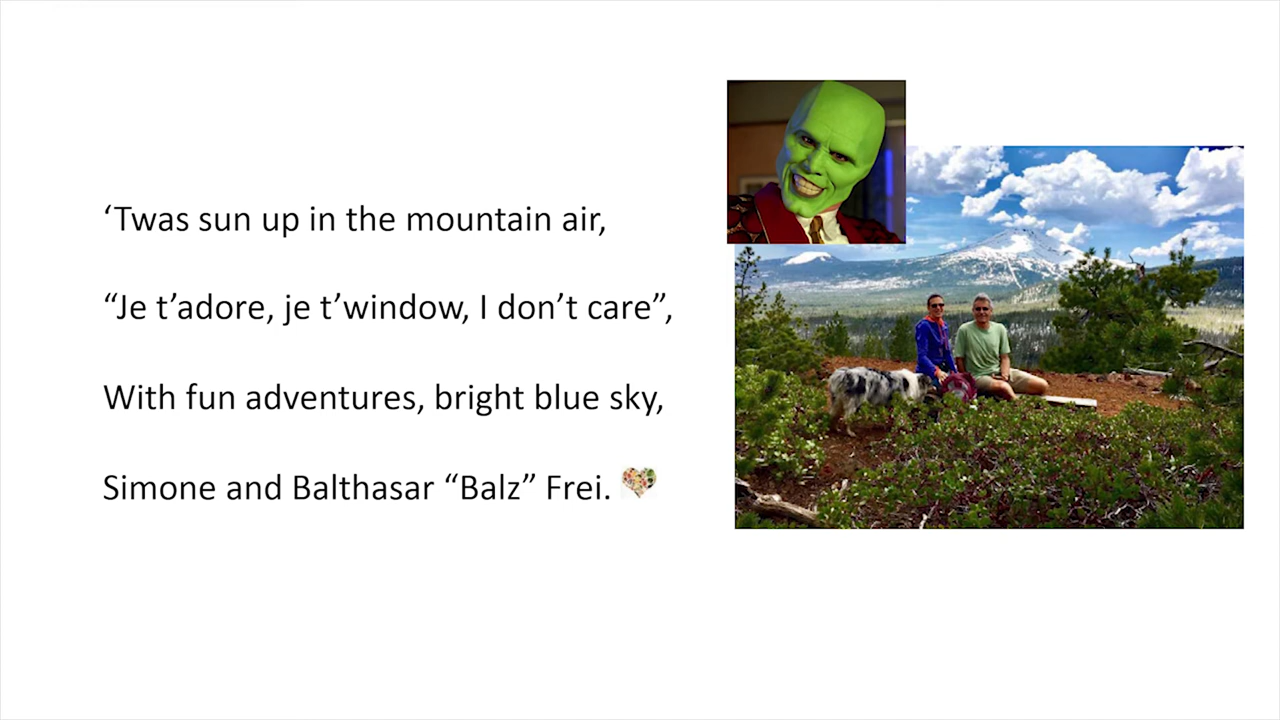 ‘Twas sun up in the mountain air,
“Je t’adore, je t’window, I don’t care”,
With fun adventures, bright blue sky,
Simone and Balthasar “Balz” Frei.